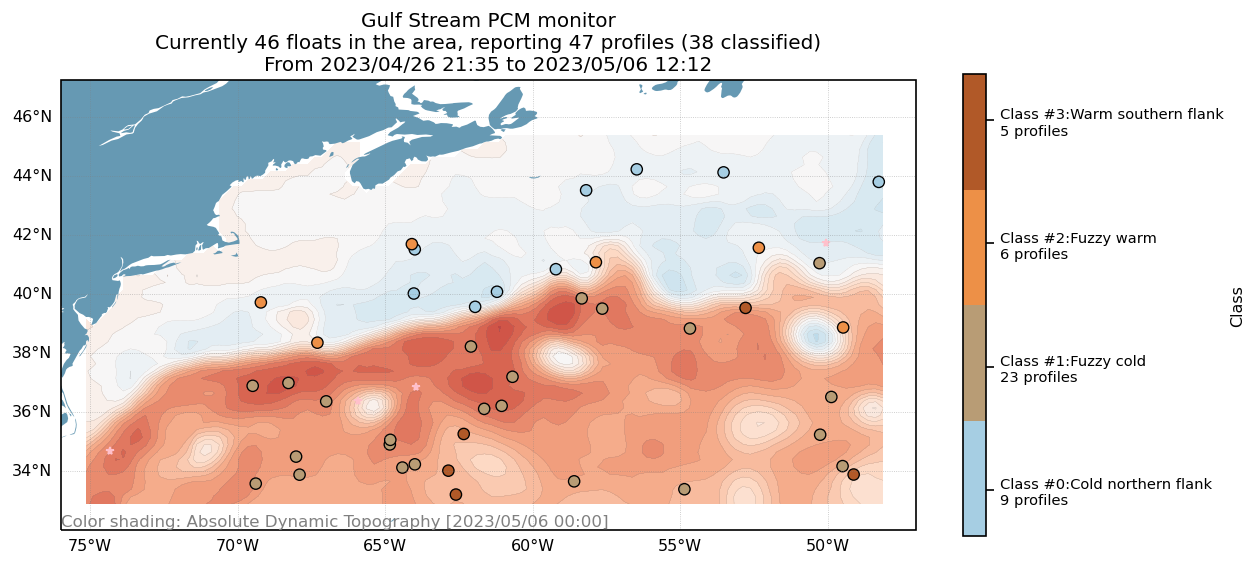 Gulf Stream PCM monitor
Currently 46 floats in the area, reporting 47 profiles (38 classified)
From 2023/04/26 21:35 to 2023/05/06 12:12
46°N
44°N
42°N
40°N
38°N
36°N
34°N
Color shading: Absolute Dynamic Topography [2023/05/06 00:00]
75°W
70°W
65°W
60°W
55°W
50°W
Class #3:Warm southern flank
5 profiles
Class #2:Fuzzy warm
6 profiles
Class #1:Fuzzy cold
23 profiles
Class #0:Cold northern flank
9 profiles
Class